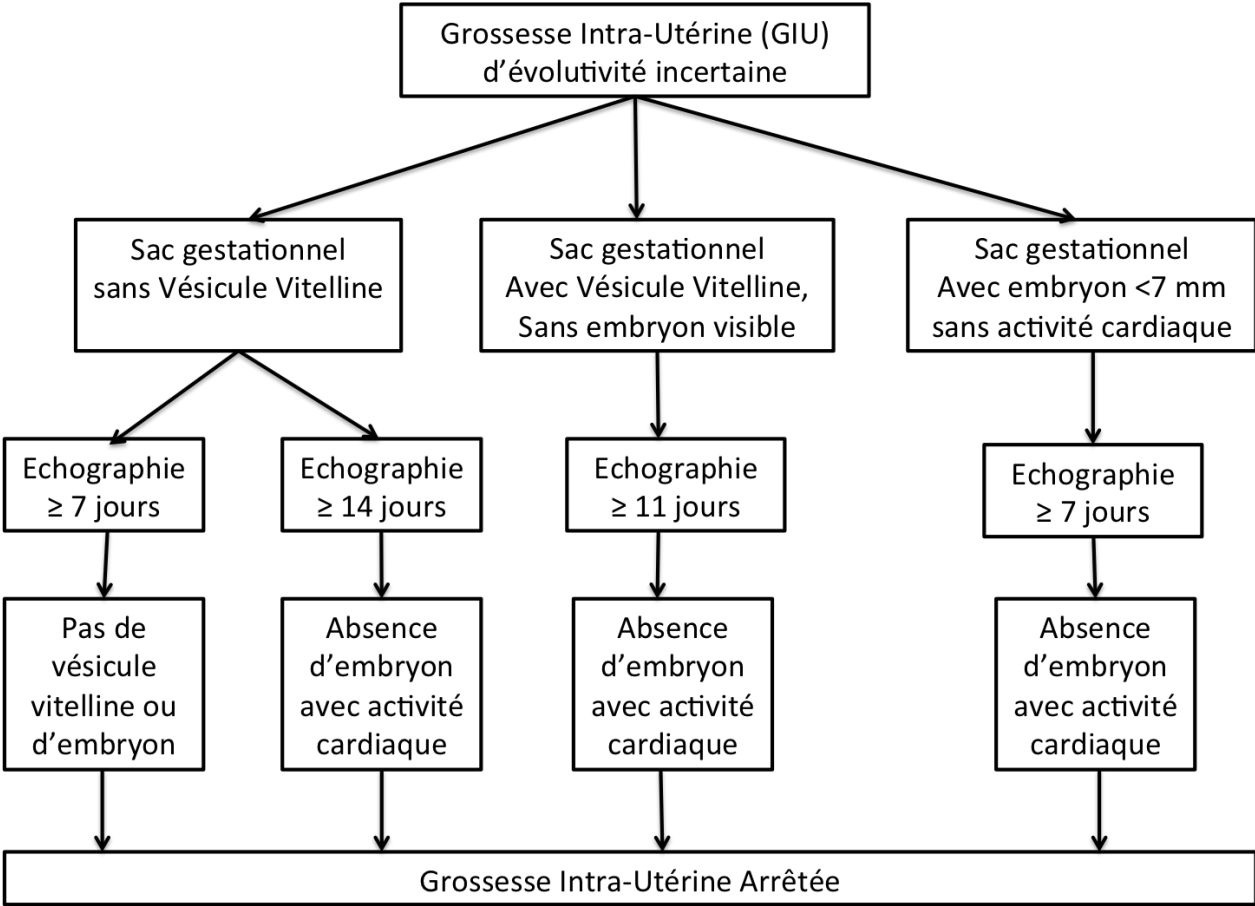 Grossesse Intra-Utérine (GIU)
d’évolutivité incertaine
Sac gestationnel
sans Vésicule Vitelline
Sac gestationnel
Avec Vésicule Vitelline,
Sans embryon visible
Sac gestationnel
Avec embryon <7 mm
sans activité cardiaque
Echographie
≥ 7 jours
Echographie
≥ 14 jours
Echographie
≥ 11 jours
Echographie
≥ 7 jours
Pas de
vésicule
vitelline ou
d’embryon
Absence
d’embryon
avec activité
cardiaque
Absence
d’embryon
avec activité
cardiaque
Absence
d’embryon
avec activité
cardiaque
Grossesse Intra-Utérine Arrêtée